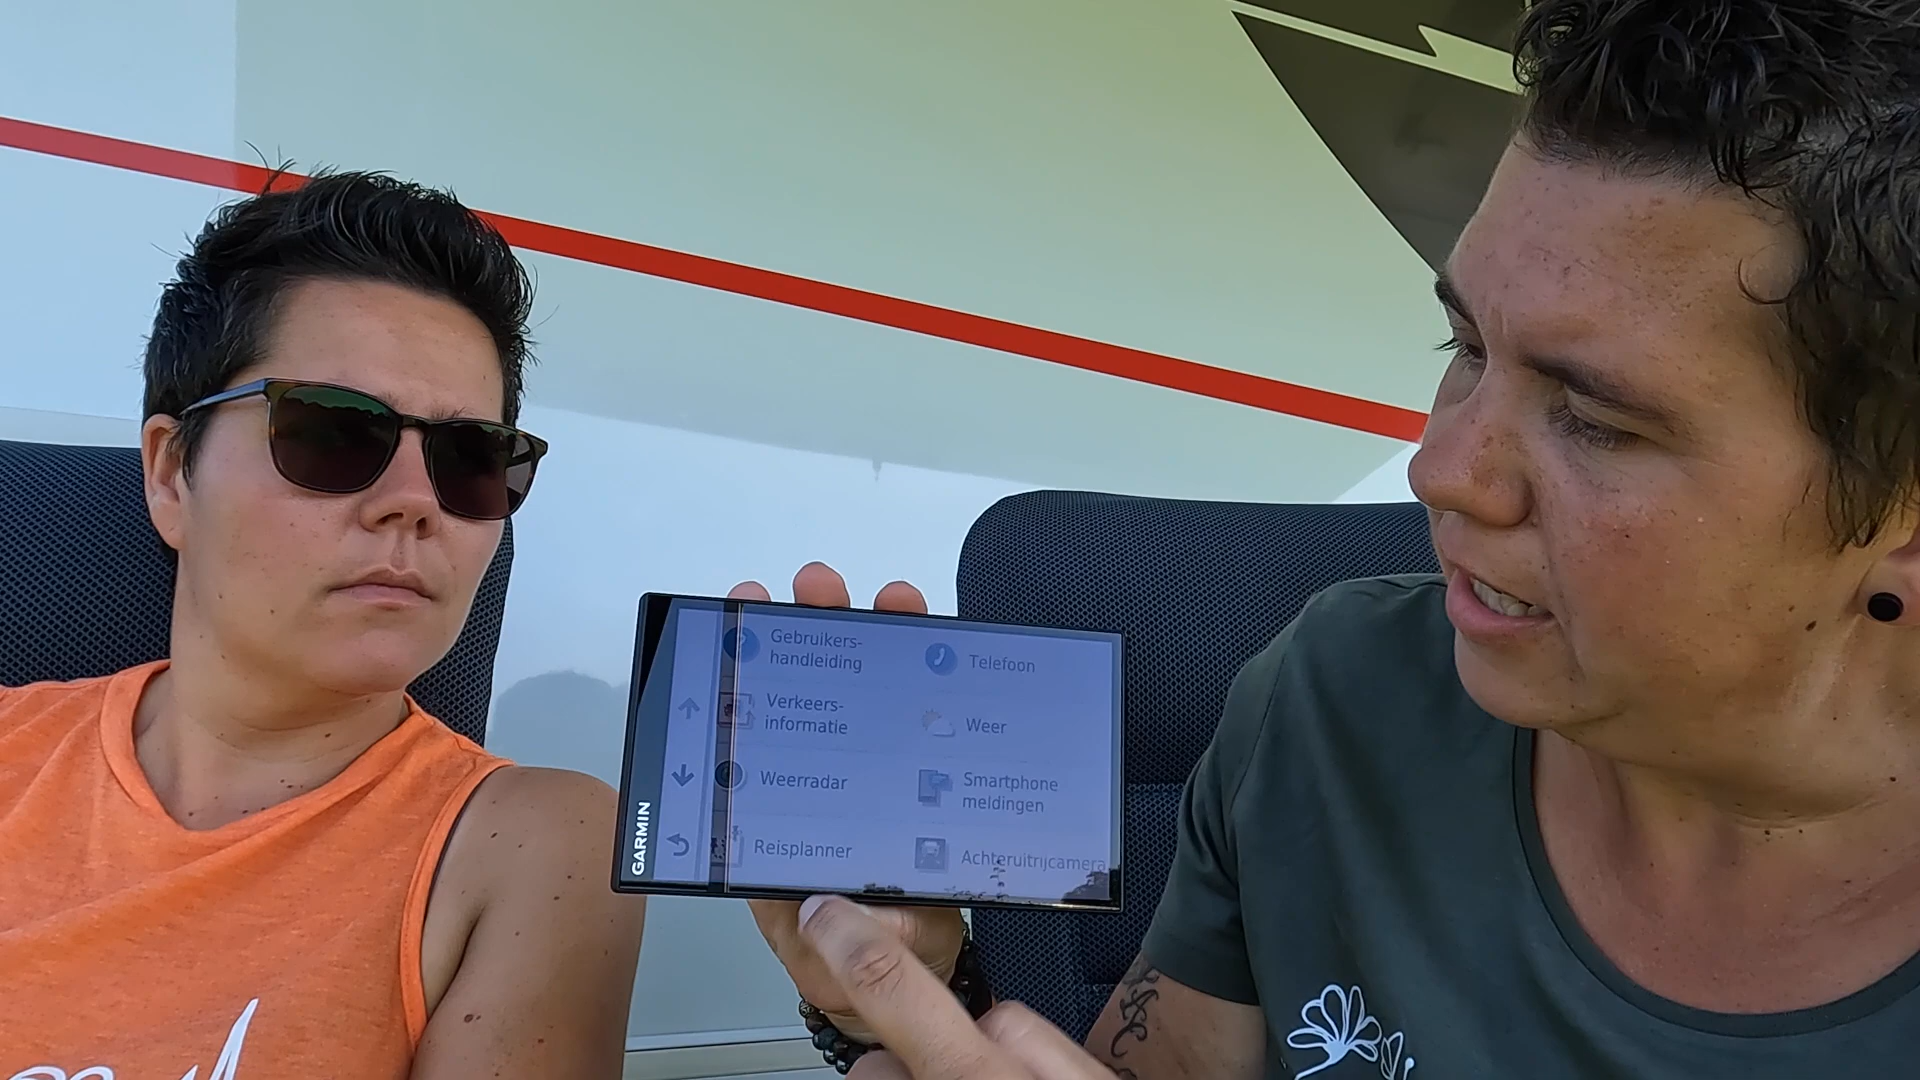 Gebruikers-
handleiding
Telefoon
Verkeers-
informatie
Weer
Weerradar
Smartphone
meldingen
Reisplanner
Achteruitrijcamera
GARMIN